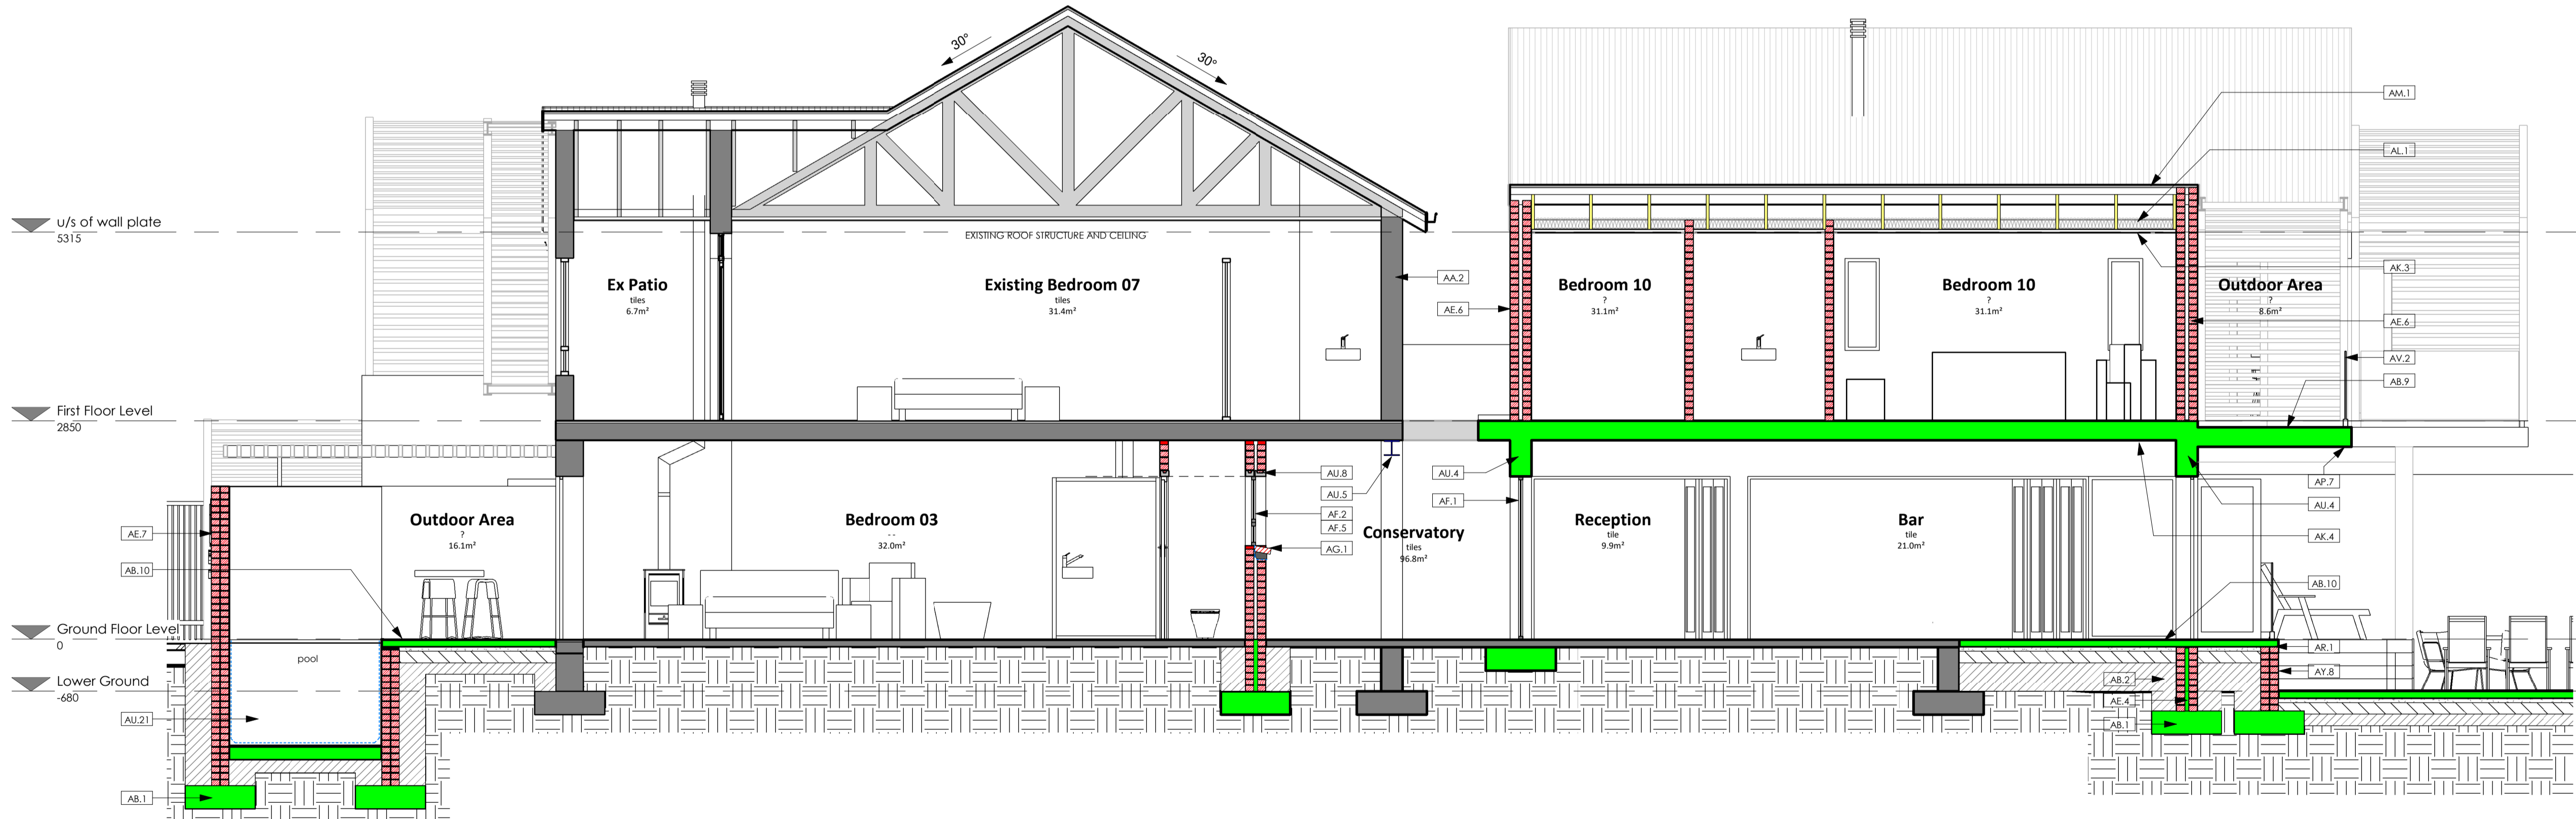 30°
30°
AM.1
AL.1
u/s of wall plate
5315
EXISTING ROOF STRUCTURE AND CEILING
AK.3
AA.2
Ex Patio
tiles
6.7m²
Existing Bedroom 07
tiles
31.4m²
Bedroom 10
?
31.1m²
Bedroom 10
?
31.1m²
Outdoor Area
?
8.6m²
AE.6
AE.6
AV.2
AB.9
First Floor Level
2850
AU.8
AU.5
AU.4
AF.1
AP.7
AU.4
AF.2
AF.5
AK.4
AG.1
AE.7
AB.10
Outdoor Area
?
16.1m²
Bedroom 03
- -
32.0m²
Conservatory
tiles
96.8m²
Reception
tile
9.9m²
Bar
tile
21.0m²
AB.10
Ground Floor Level
0
pool
AR.1
AY.8
Lower Ground
-680
AB.2
AE.4
AU.21
AB.1
AB.1